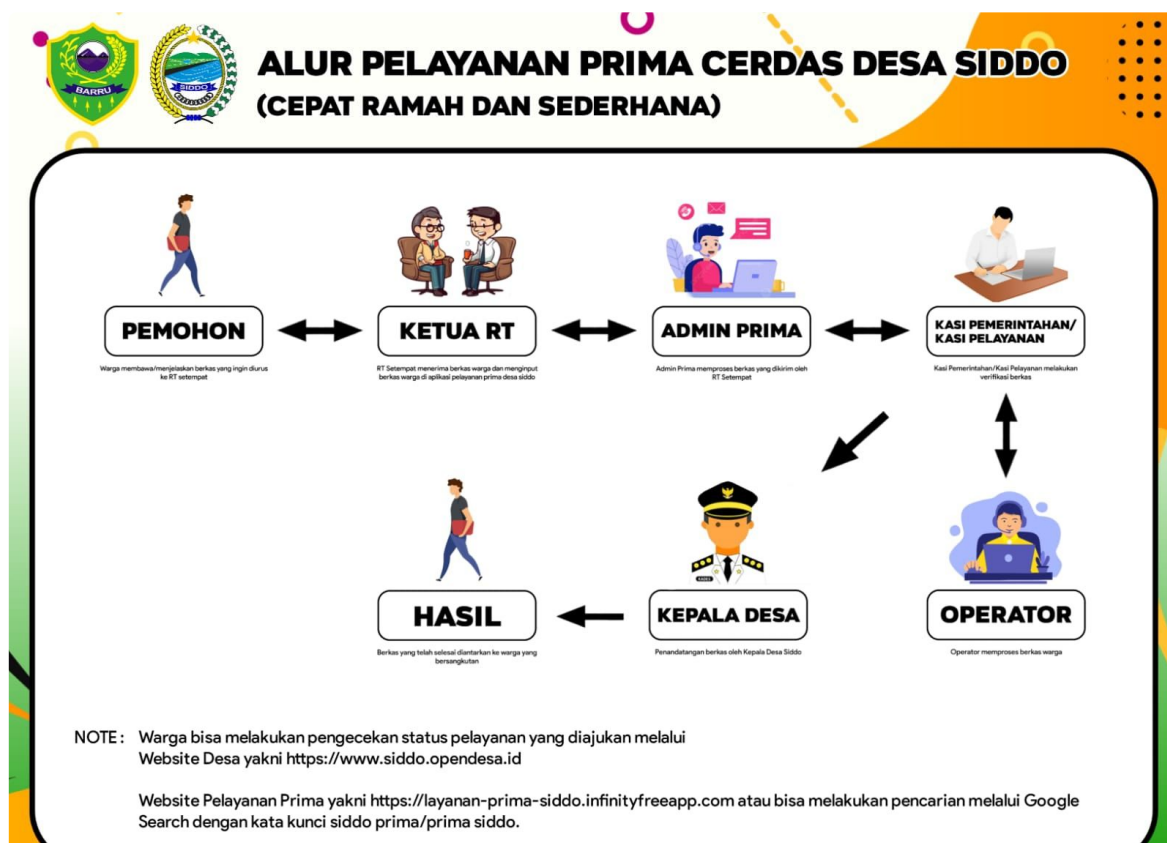 BARRU
SIDDO
ALUR PELAYANAN PRIMA CERDAS DESA SIDDO
(CEPAT RAMAH DAN SEDERHANA)
PEMOHON
KETUA RT
ADMIN PRIMA
KASI PEMERINTAHAN/
KASI PELAYANAN
Warga membawa/menjelaskan berkas yang ingin diurus
ke RT setempat
RT Setempat menerima berkas warga dan menginput
berkas warga di aplikasi pelayanan prima desa siddo
Admin Prima memproses berkas yang dikirim oleh
RT Setempat
Kasi Pemerintahan/Kasi Pelayanan melakukan
verifikasi berkas
HASIL
KEPALA DESA
OPERATOR
Berkas yang telah selesai diantarkan ke warga yang
bersangkutan
Penandatangan berkas oleh Kepala Desa Siddo
Operator memproses berkas warga
NOTE : Warga bisa melakukan pengecekan status pelayanan yang diajukan melalui
Website Desa yakni https://www.siddo.opendesa.id
Website Pelayanan Prima yakni https://layanan-prima-siddo.infinityfreeapp.com atau bisa melakukan pencarian melalui Google
Search dengan kata kunci siddo prima/prima siddo.